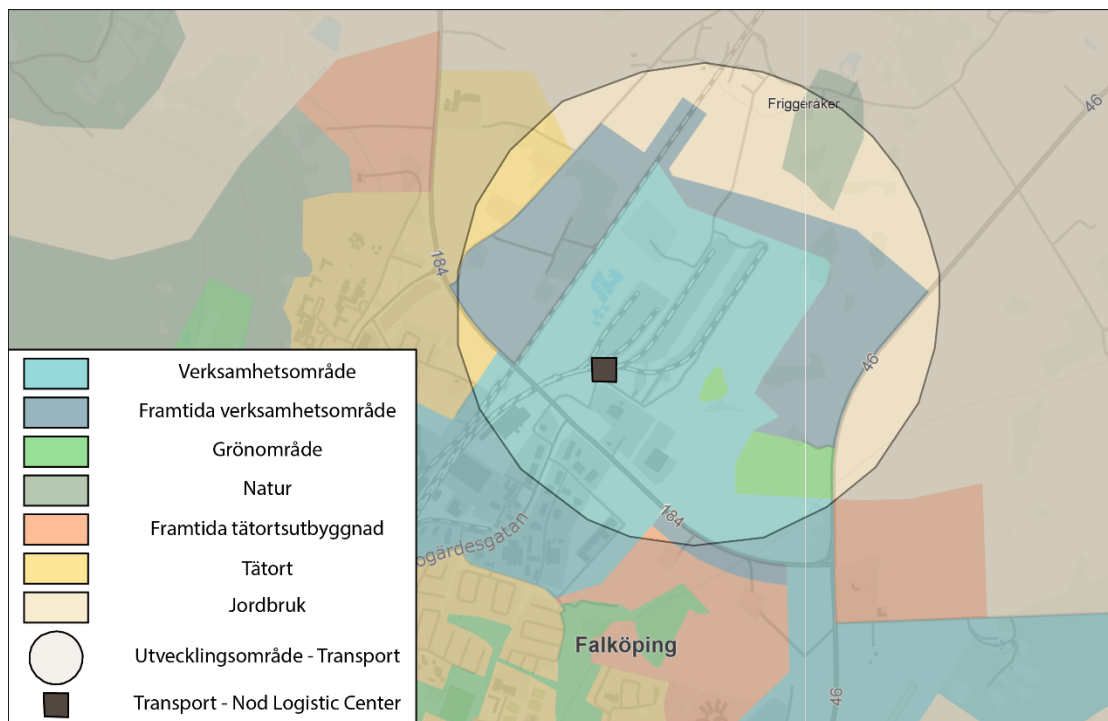 Friggeråker
46
184
46
184
ogärdesgatan
Falköping
46
Verksamhetsområde
Framtida verksamhetsområde
Grönområde
Natur
Framtida tätortsutbyggnad
Tätort
Jordbruk
Utvecklingsområde - Transport
Transport - Nod Logistic Center